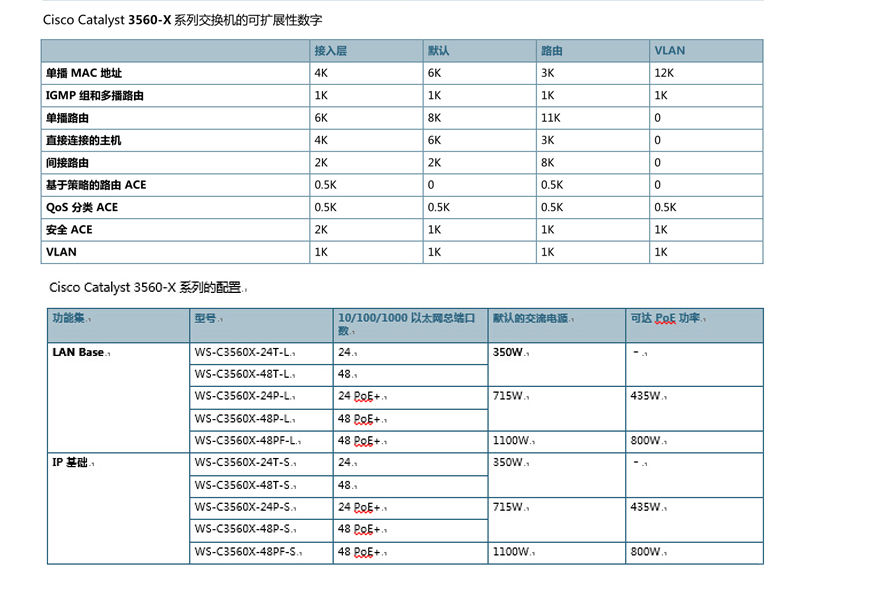 Cisco Catalyst 3560-X 系列交换机的可扩展性数字
接入层 默认 路由 VLAN
单播 MAC 地址 4K 6K 3K 12K
IGMP 组和多播路由 1K 1K 1K 1K
单播路由 6K 8K 11K 0
直接连接的主机 4K 6K 3K 0
间接路由 2K 2K 8K 0
基于策略的路由 ACE 0.5K 0 0.5K 0
QoS 分类 ACE 0.5K 0.5K 0.5K 0.5K
安全 ACE 2K 1K 1K 1K
VLAN 1K 1K 1K 1K
Cisco Catalyst 3560-X 系列的配置
功能集 型号 10/100/1000 以太网总端口 默认的交流电源 可达 PoE 功率
数
LAN Base WS-C3560X-24T-L 24 350W -
WS-C3560X-48T-L 48
WS-C3560X-24P-L 24 PoE+ 715W 435W
WS-C3560X-48P-L 48 PoE+
WS-C3560X-48PF-L 48 PoE+ 1100W 800W
IP 基础 WS-C3560X-24T-S 24 350W -
WS-C3560X-48T-S 48
WS-C3560X-24P-S 24 PoE+ 715W 435W
WS-C3560X-48P-S 48 PoE+
WS-C3560X-48PF-S 48 PoE+ 1100W 800W